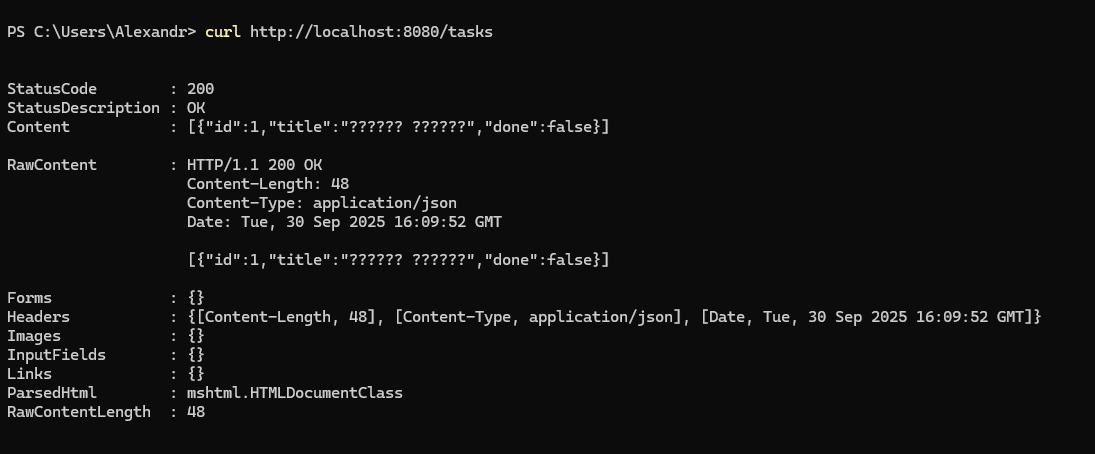 PS C:\Users\Alexandr> curl http://localhost:8080/tasks
StatusCode        : 200
StatusDescription : OK
Content           : [{"id":1,"title":"?????? ??????","done":false}]
RawContent        : HTTP/1.1 200 OK
                    Content-Length: 48
                    Content-Type: application/json
                    Date: Tue, 30 Sep 2025 16:09:52 GMT
                    [{"id":1,"title":"?????? ??????","done":false}]
Forms             : {}
Headers           : {[Content-Length, 48], [Content-Type, application/json], [Date, Tue, 30 Sep 2025 16:09:52 GMT]}
Images            : {}
InputFields       : {}
Links             : {}
ParsedHtml        : mshtml.HTMLDocumentClass
RawContentLength  : 48